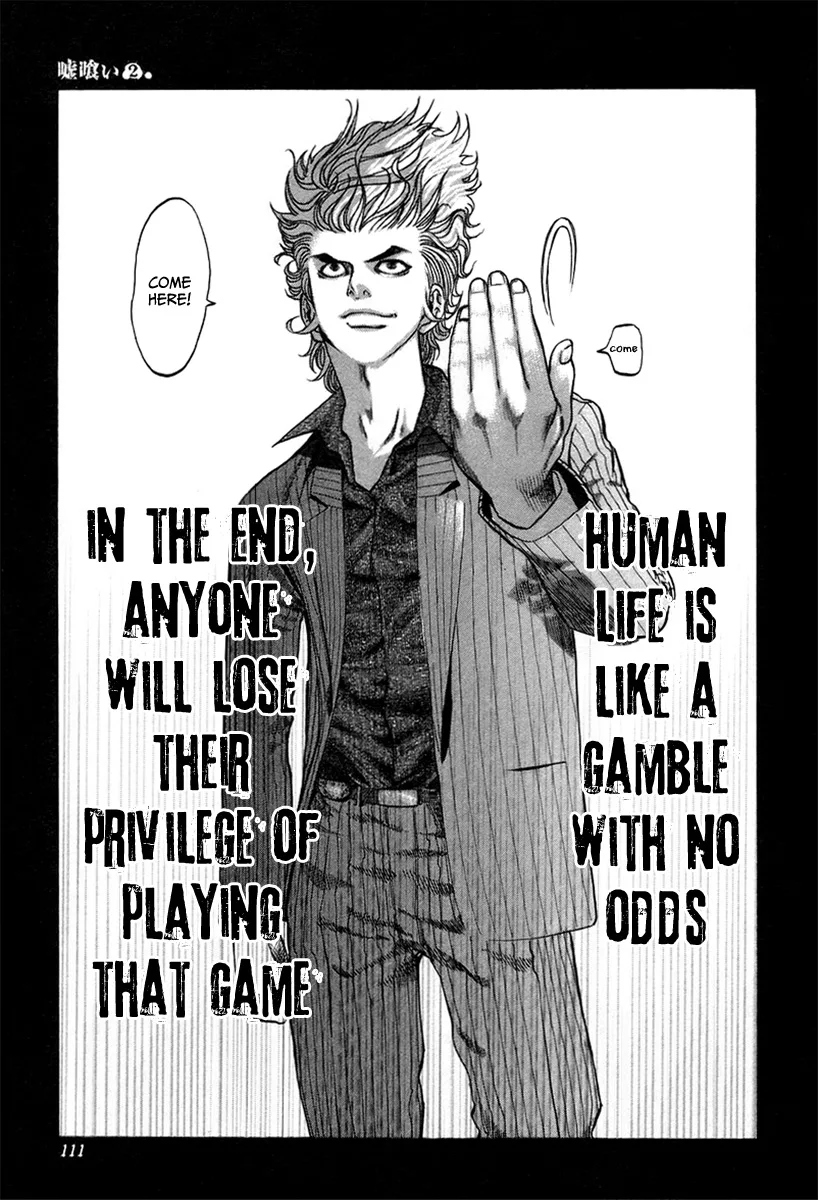 嘘喰い❷.
COME
HERE!
come
HUMAN
LIFE IS
LIKE A
GAMBLE
WITH NO
ODDS
IN THE END,
ANYONE
WILL LOSE
THEIR
PRIVILEGE OF
PLAYING
THAT GAME
111